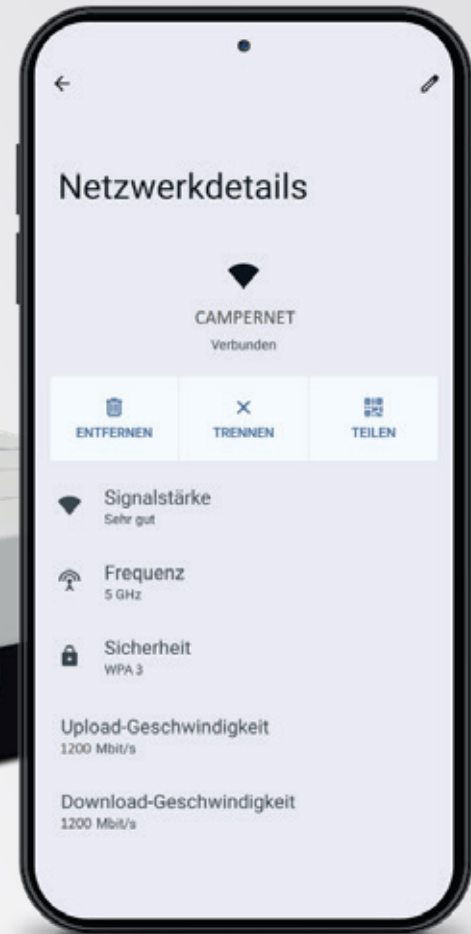 Netzwerkdetails
CAMPERNET
Verbunden
ENTFERNEN
TRENNEN
TEILEN
Signalstärke
Sehr gut
Frequenz
5 GHz
Sicherheit
WPA 3
Upload-Geschwindigkeit
1200 Mbit/s
Download-Geschwindigkeit
1200 Mbit/s